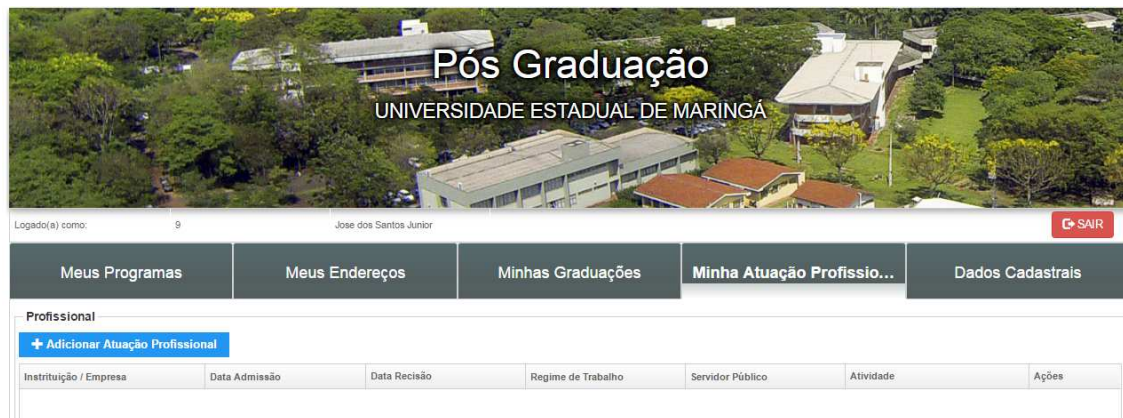 Pós Graduação
UNIVERSIDADE ESTADUAL DE MARINGÁ
Logado(a) como: 9 Jose dos Santos Junior SAIR
Meus Programas Meus Endereços Minhas Graduações Minha Atuação Profissio... Dados Cadastrais
Profissional
+ Adicionar Atuação Profissional
Instrituição / Empresa Data Admissão Data Recisão Regime de Trabalho Servidor Público Atividade Ações